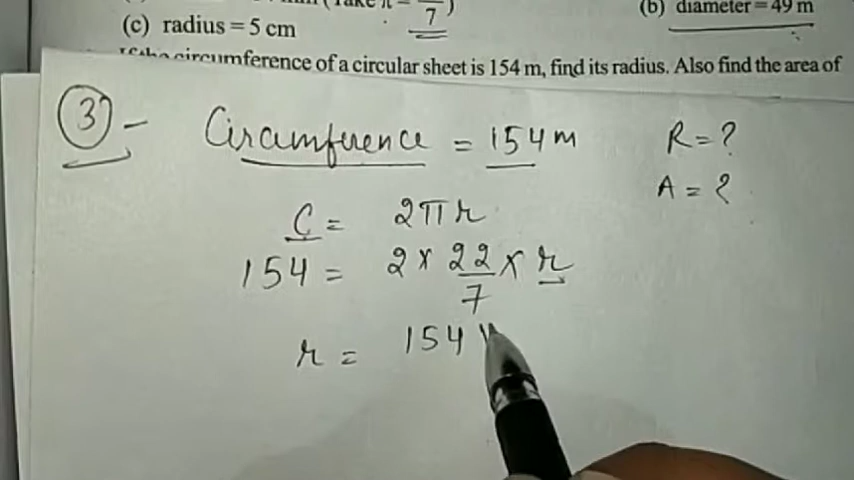 (b) diameter = 49 m
(c) radius = 5 cm
circumference of a circular sheet is 154 m, find its radius. Also find the area of
3 - Circumference = 154m R = ?
A = ?
C = 2πr
154 = 2 × 22/7 × r
r = 154